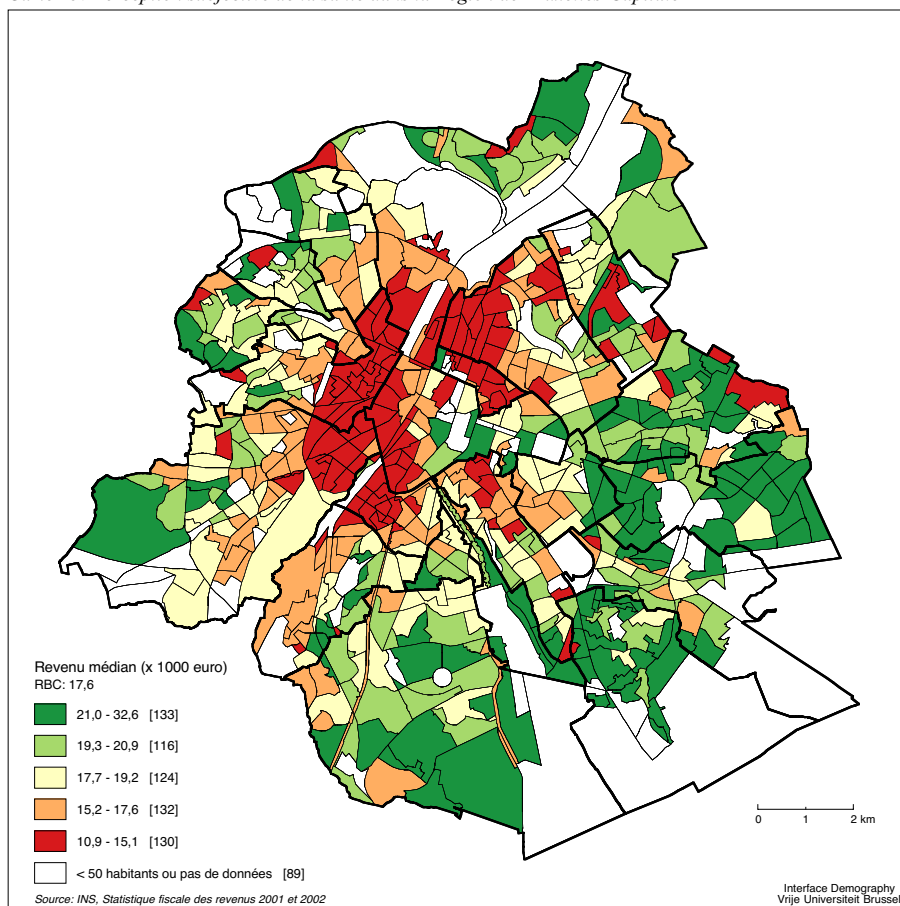 Revenu médian (x 1000 euro)
RBC: 17,6
21,0 - 32,6 [133]
19,3 - 20,9 [116]
17,7 - 19,2 [124]
15,2 - 17,6 [132]
10,9 - 15,1 [130]
< 50 habitants ou pas de données [89]
0 1 2 km
Source: INS, Statistique fiscale des revenus 2001 et 2002
Interface Demography
Vrije Universiteit Brussel